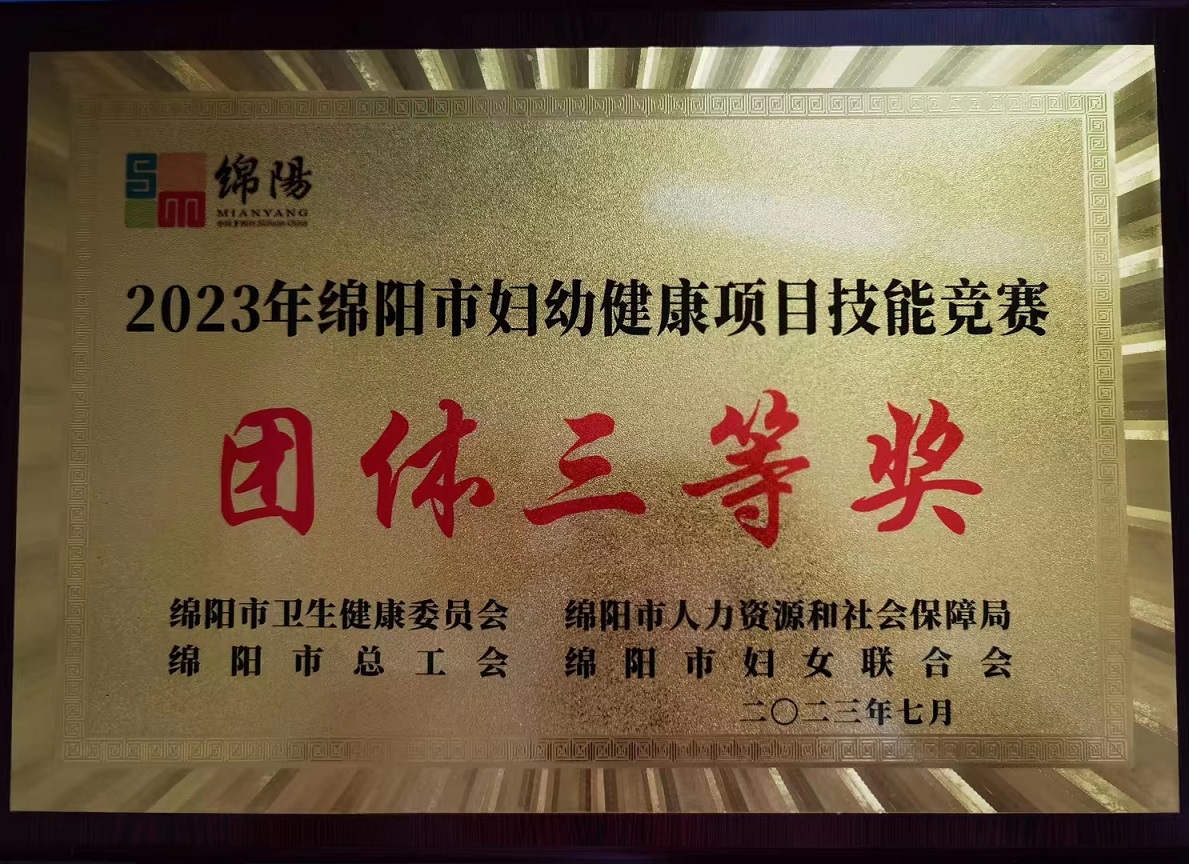 绵陽
MIANYANG
2023年绵阳市妇幼健康项目技能竞赛
团体三等奖
绵阳市卫生健康委员会 绵阳市人力资源和社会保障局
绵阳市总工会 绵阳市妇女联合会
二〇二三年七月